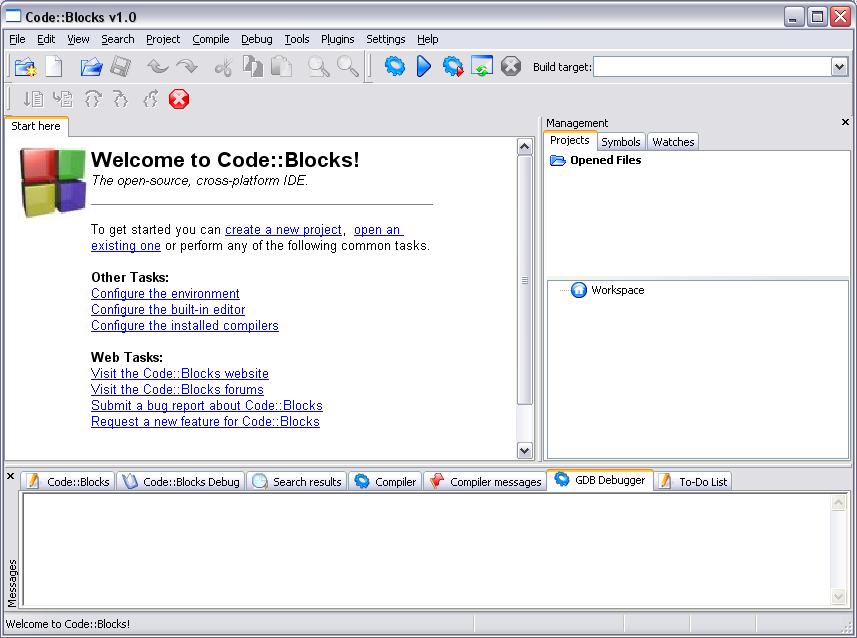 Code::Blocks v1.0
File Edit View Search Project Compile Debug Tools Plugins Settings Help
Build target:
Start here
Welcome to Code::Blocks!
The open-source, cross-platform IDE.
To get started you can create a new project, open an
existing one or perform any of the following common tasks.
Other Tasks:
Configure the environment
Configure the built-in editor
Configure the installed compilers
Web Tasks:
Visit the Code::Blocks website
Visit the Code::Blocks forums
Submit a bug report about Code::Blocks
Request a new feature for Code::Blocks
Management
Projects Symbols Watches
Opened Files
Workspace
Code::Blocks Code::Blocks Debug Search results Compiler Compiler messages GDB Debugger To-Do List
Messages
Welcome to Code::Blocks!